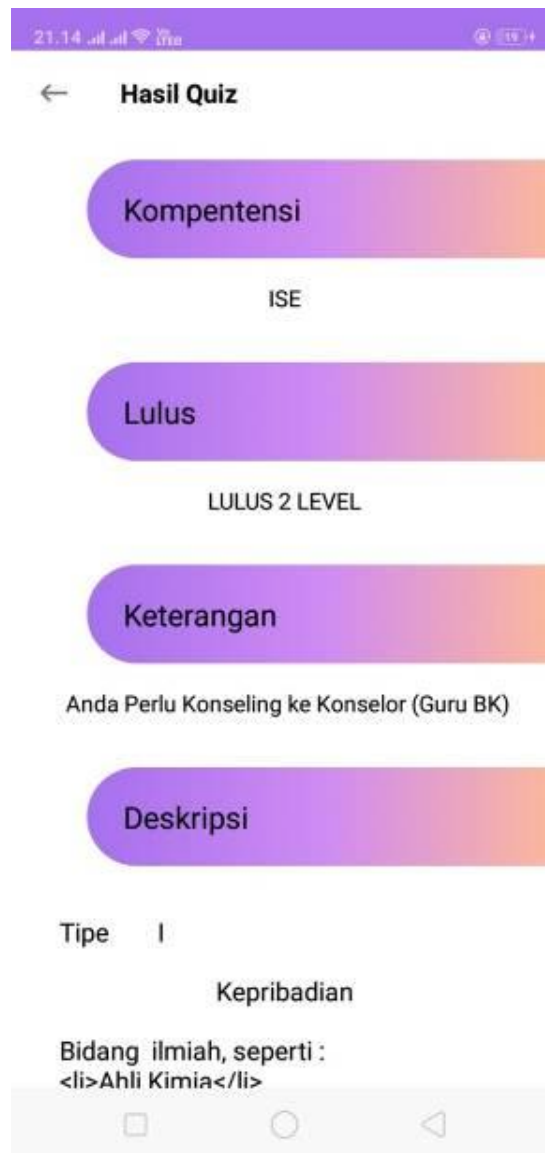 21.14
19
Hasil Quiz
Kompentensi
ISE
Lulus
LULUS 2 LEVEL
Keterangan
Anda Perlu Konseling ke Konselor (Guru BK)
Deskripsi
Tipe I
Kepribadian
Bidang ilmiah, seperti :
<li>Ahli Kimia</li>